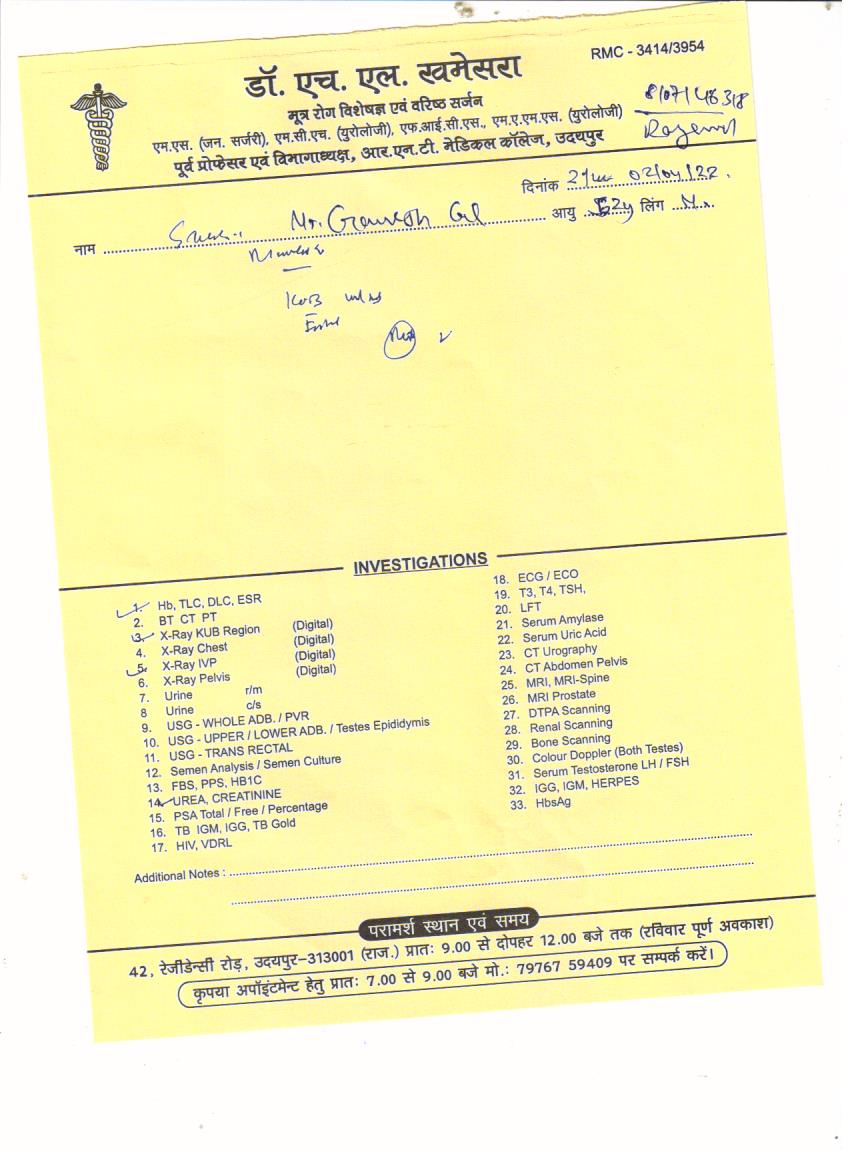 RMC - 3414/3954
डॉ. एच. एल. खमेसरा
मूत्र रोग विशेषज्ञ एवं वरिष्ठ सर्जन
एम.एस. (जन. सर्जरी), एम.सी.एच. (युरोलोजी), एफ.आई.सी.एस., एम.ए.एम.एस. (युरोलोजी)
पूर्व प्रोफेसर एवं विभागाध्यक्ष, आर.एन.टी. मेडिकल कॉलेज, उदयपुर
दिनांक 02/04/22.
नाम Mr. आयु 52y लिंग M.
KUB
INVESTIGATIONS
1. Hb, TLC, DLC, ESR
2. BT CT PT
3. X-Ray KUB Region (Digital)
4. X-Ray Chest (Digital)
5. X-Ray IVP (Digital)
6. X-Ray Pelvis (Digital)
7. Urine r/m
8 Urine c/s
9. USG - WHOLE ADB. / PVR
10. USG - UPPER / LOWER ADB. / Testes Epididymis
11. USG - TRANS RECTAL
12. Semen Analysis / Semen Culture
13. FBS, PPS, HB1C
14. UREA, CREATININE
15. PSA Total / Free / Percentage
16. TB IGM, IGG, TB Gold
17. HIV, VDRL
18. ECG / ECO
19. T3, T4, TSH,
20. LFT
21. Serum Amylase
22. Serum Uric Acid
23. CT Urography
24. CT Abdomen Pelvis
25. MRI, MRI-Spine
26. MRI Prostate
27. DTPA Scanning
28. Renal Scanning
29. Bone Scanning
30. Colour Doppler (Both Testes)
31. Serum Testosterone LH / FSH
32. IGG, IGM, HERPES
33. HbsAg
Additional Notes :
परामर्श स्थान एवं समय
42, रेजीडेन्सी रोड़, उदयपुर-313001 (राज.) प्रातः 9.00 से दोपहर 12.00 बजे तक (रविवार पूर्ण अवकाश)
कृपया अपॉइंटमेन्ट हेतु प्रातः 7.00 से 9.00 बजे मो.: 79767 59409 पर सम्पर्क करें।